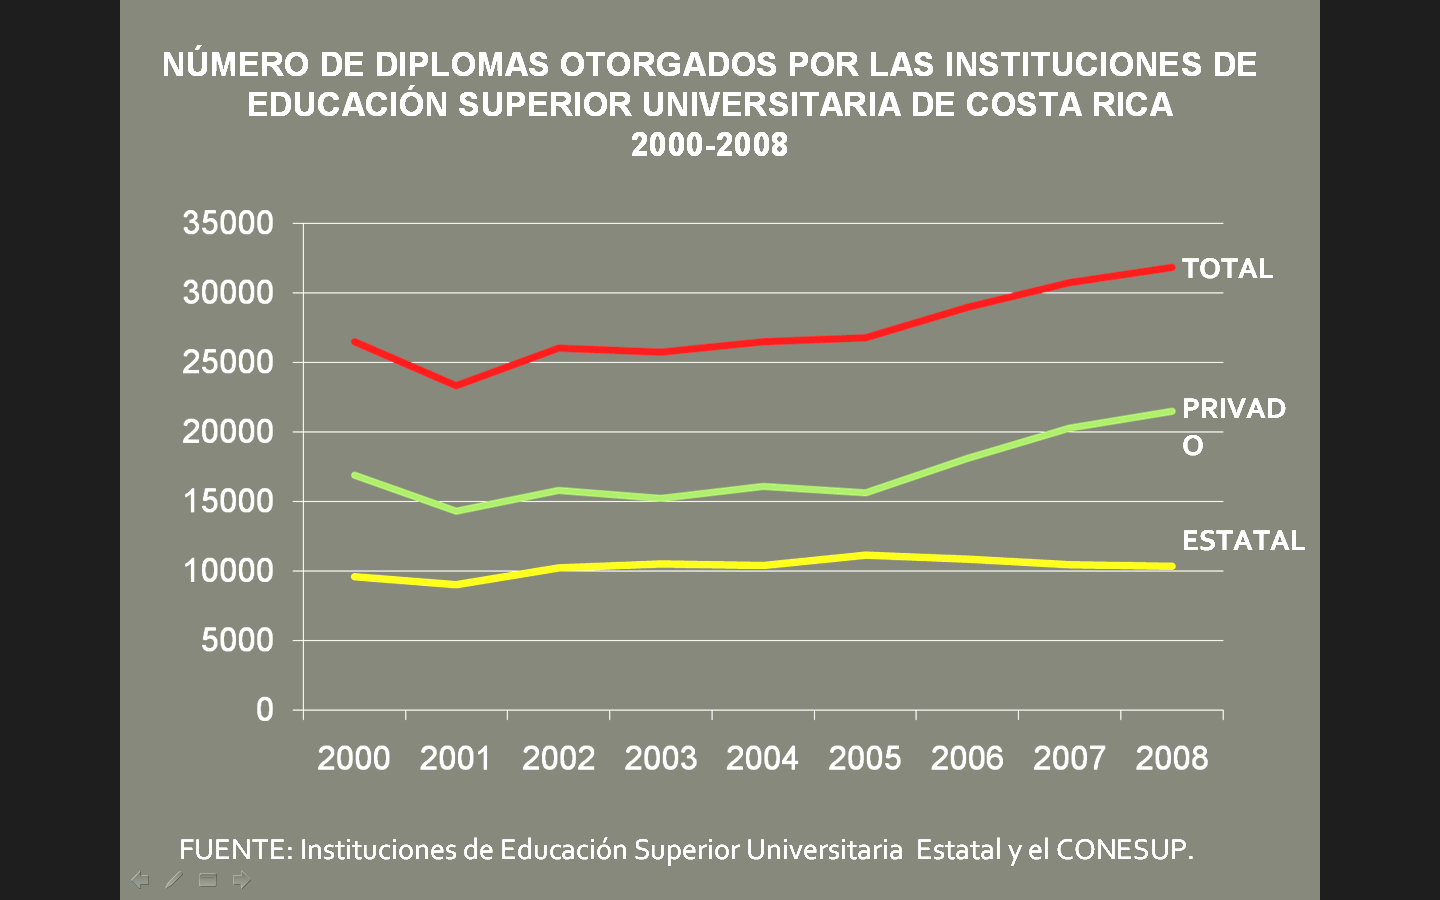 NÚMERO DE DIPLOMAS OTORGADOS POR LAS INSTITUCIONES DE
EDUCACIÓN SUPERIOR UNIVERSITARIA DE COSTA RICA
2000-2008
35000
30000
25000
20000
15000
10000
5000
0
TOTAL
PRIVAD
O
ESTATAL
2000 2001 2002 2003 2004 2005 2006 2007 2008
FUENTE: Instituciones de Educación Superior Universitaria Estatal y el CONESUP.